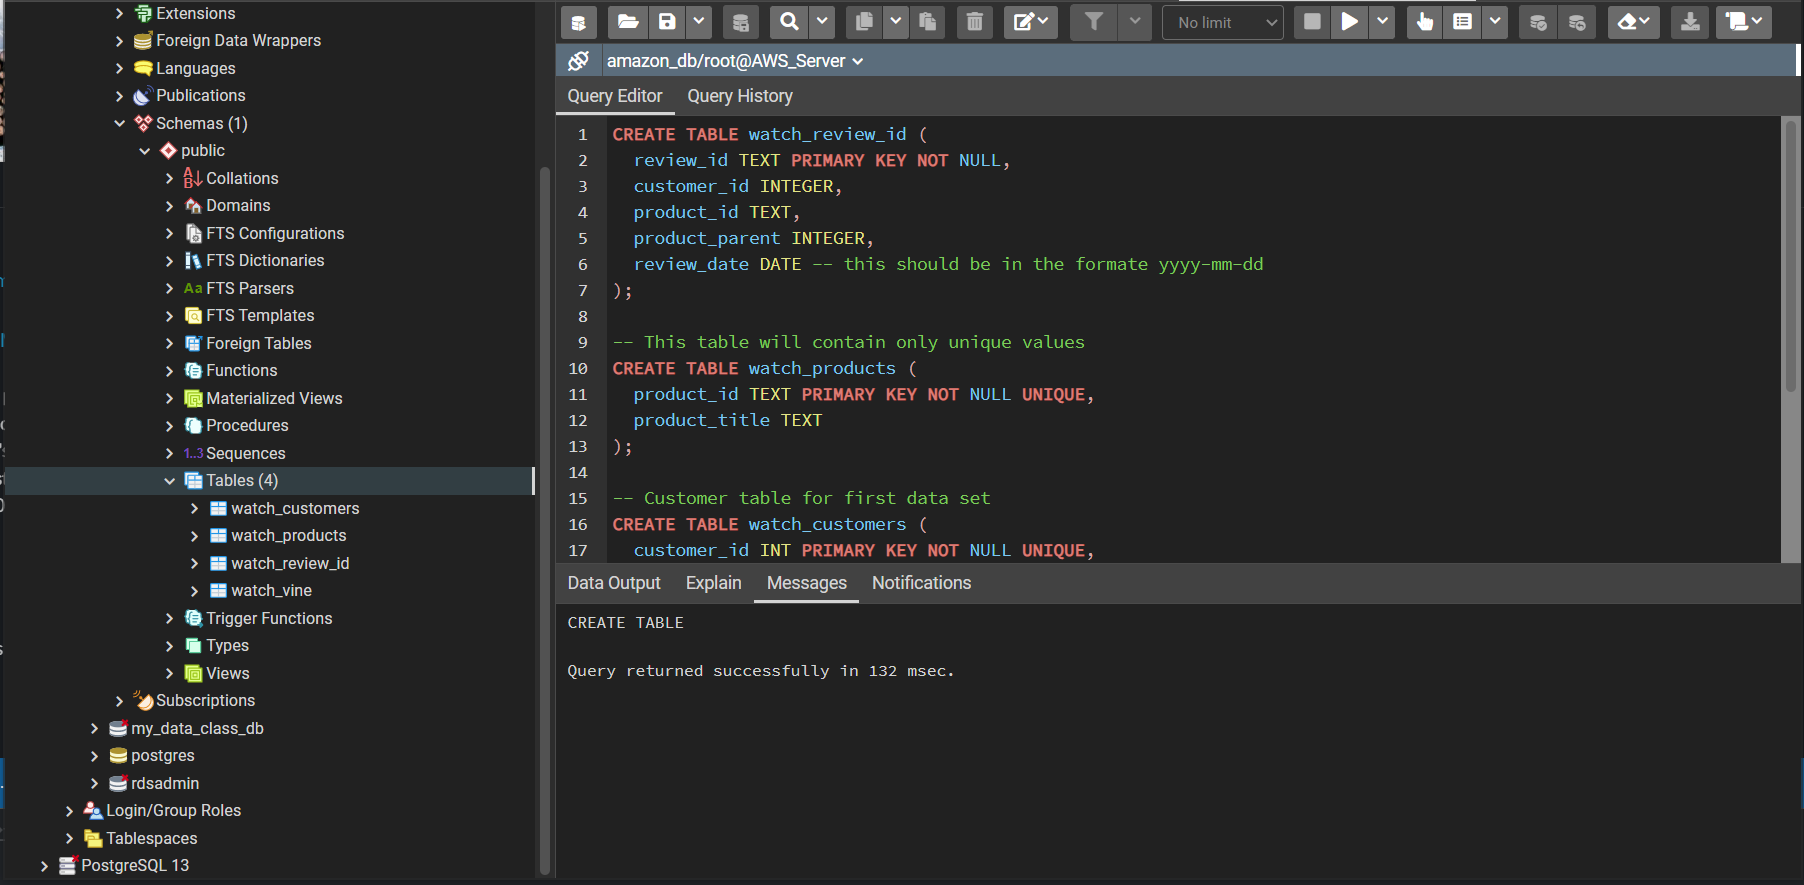 Extensions
Foreign Data Wrappers
Languages
Publications
Schemas (1)
public
Collations
Domains
FTS Configurations
FTS Dictionaries
Aa FTS Parsers
FTS Templates
Foreign Tables
Functions
Materialized Views
Procedures
1..3 Sequences
Tables (4)
watch_customers
watch_products
watch_review_id
watch_vine
Trigger Functions
Types
Views
Subscriptions
my_data_class_db
postgres
rdsadmin
Login/Group Roles
Tablespaces
PostgreSQL 13
No limit
amazon_db/root@AWS_Server
Query Editor Query History
1 CREATE TABLE watch_review_id (
2 review_id TEXT PRIMARY KEY NOT NULL,
3 customer_id INTEGER,
4 product_id TEXT,
5 product_parent INTEGER,
6 review_date DATE -- this should be in the formate yyyy-mm-dd
7 );
8
9 -- This table will contain only unique values
10 CREATE TABLE watch_products (
11 product_id TEXT PRIMARY KEY NOT NULL UNIQUE,
12 product_title TEXT
13 );
14
15 -- Customer table for first data set
16 CREATE TABLE watch_customers (
17 customer_id INT PRIMARY KEY NOT NULL UNIQUE,
Data Output Explain Messages Notifications
CREATE TABLE
Query returned successfully in 132 msec.